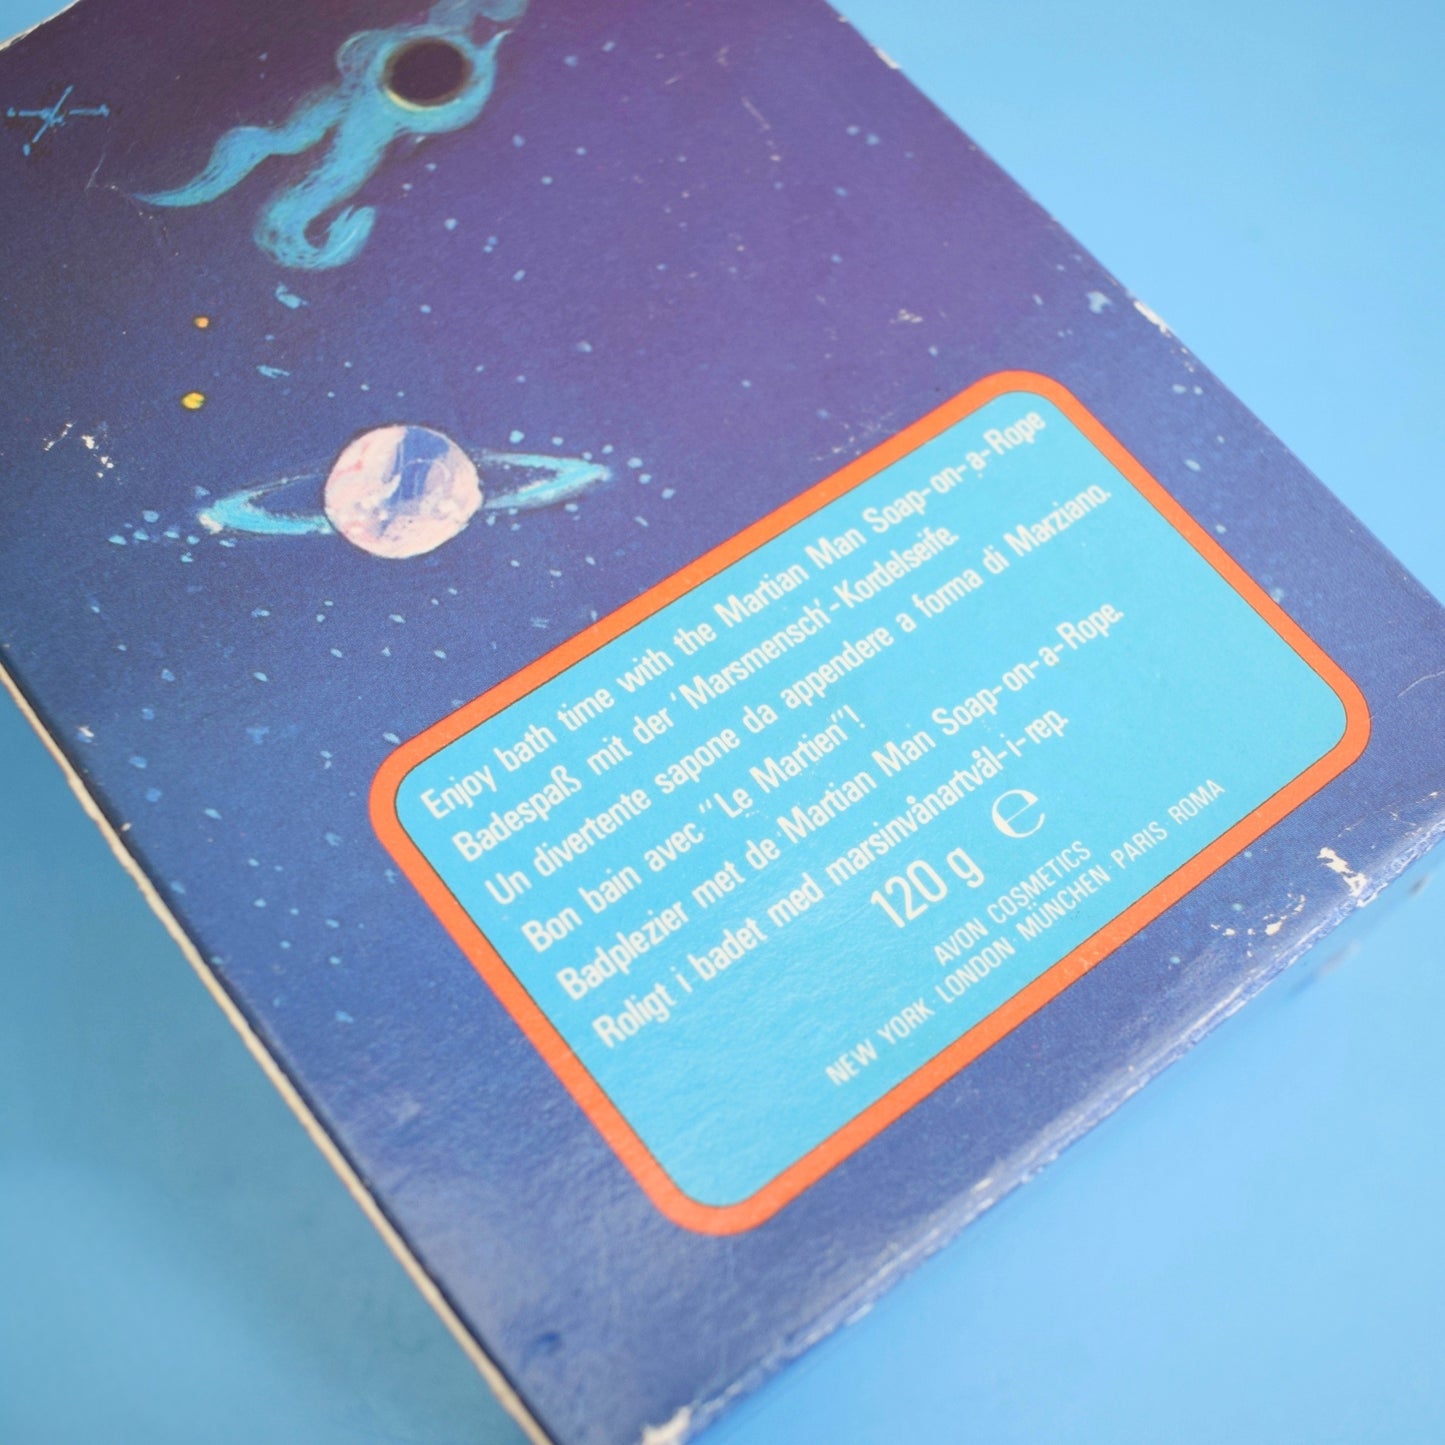 Enjoy bath time with the Martian Man Soap-on-a-Rope
Badespaß mit der 'Marsmensch'-Kordelseife.
Un divertente sapone da appendere a forma di Marziano.
Bon bain avec "Le Martien"!
Badplezier met de Martian Man Soap-on-a-Rope.
Roligt i badet med marsinvånartvål-i-rep.
120 g ℮
AVON COSMETICS
NEW YORK LONDON MÜNCHEN PARIS ROMA